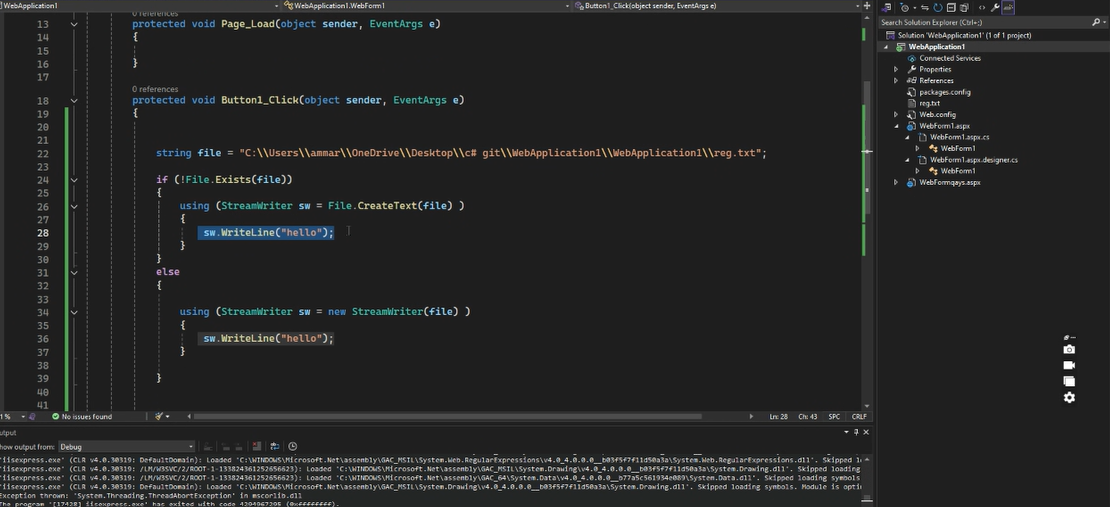 WebApplication1
WebApplication1.WebForm1
Button1_Click(object sender, EventArgs e)
0 references
13 protected void Page_Load(object sender, EventArgs e)
14 {
15
16 }
17
0 references
18 protected void Button1_Click(object sender, EventArgs e)
19 {
20
21
22 string file = "C:\\Users\\ammar\\OneDrive\\Desktop\\c# git\\WebApplication1\\WebApplication1\\reg.txt";
23
24 if (!File.Exists(file))
25 {
26 using (StreamWriter sw = File.CreateText(file) )
27 {
28 sw.WriteLine("hello");
29 }
30 }
31 else
32 {
33
34 using (StreamWriter sw = new StreamWriter(file) )
35 {
36 sw.WriteLine("hello");
37 }
38
39 }
40
41
No issues found
Ln: 28 Ch: 43 SPC CRLF
Debug
'iisexpress.exe' (CLR v4.0.30319: DefaultDomain): Loaded 'C:\WINDOWS\Microsoft.Net\assembly\GAC_MSIL\System.Web.RegularExpressions\v4.0_4.0.0.0__b03f5f7f11d50a3a\System.Web.RegularExpressions.dll'. Skipped
'iisexpress.exe' (CLR v4.0.30319: /LM/W3SVC/2/ROOT-1-133824361252656623): Loaded 'C:\WINDOWS\Microsoft.Net\assembly\GAC_MSIL\System.Drawing\v4.0_4.0.0.0__b03f5f7f11d50a3a\System.Drawing.dll'. Skipped loading
'iisexpress.exe' (CLR v4.0.30319: /LM/W3SVC/2/ROOT-1-133824361252656623): Loaded 'C:\WINDOWS\Microsoft.Net\assembly\GAC_64\System.Data\v4.0_4.0.0.0__b77a5c561934e089\System.Data.dll'. Skipped loading symbols
'iisexpress.exe' (CLR v4.0.30319: DefaultDomain): Loaded 'C:\WINDOWS\Microsoft.Net\assembly\GAC_MSIL\System.Drawing\v4.0_4.0.0.0__b03f5f7f11d50a3a\System.Drawing.dll'. Skipped loading symbols. Module is
Exception thrown: 'System.Threading.ThreadAbortException' in mscorlib.dll
The program '[17428] iisexpress.exe' has exited with code 4294967295 (0xffffffff).
Search Solution Explorer (Ctrl+;)
Solution 'WebApplication1' (1 of 1 project)
WebApplication1
Connected Services
Properties
References
packages.config
reg.txt
Web.config
WebForm1.aspx
WebForm1.aspx.cs
WebForm1
WebForm1.aspx.designer.cs
WebForm1
WebFormqays.aspx